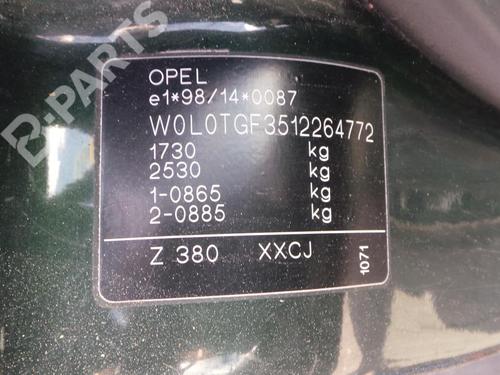 B-PARTS
OPEL
e1*98/14*0087
W0L0TGF3512264772
1730 kg
2530 kg
1-0865 kg
2-0885 kg
Z 380 XXCJ
1071